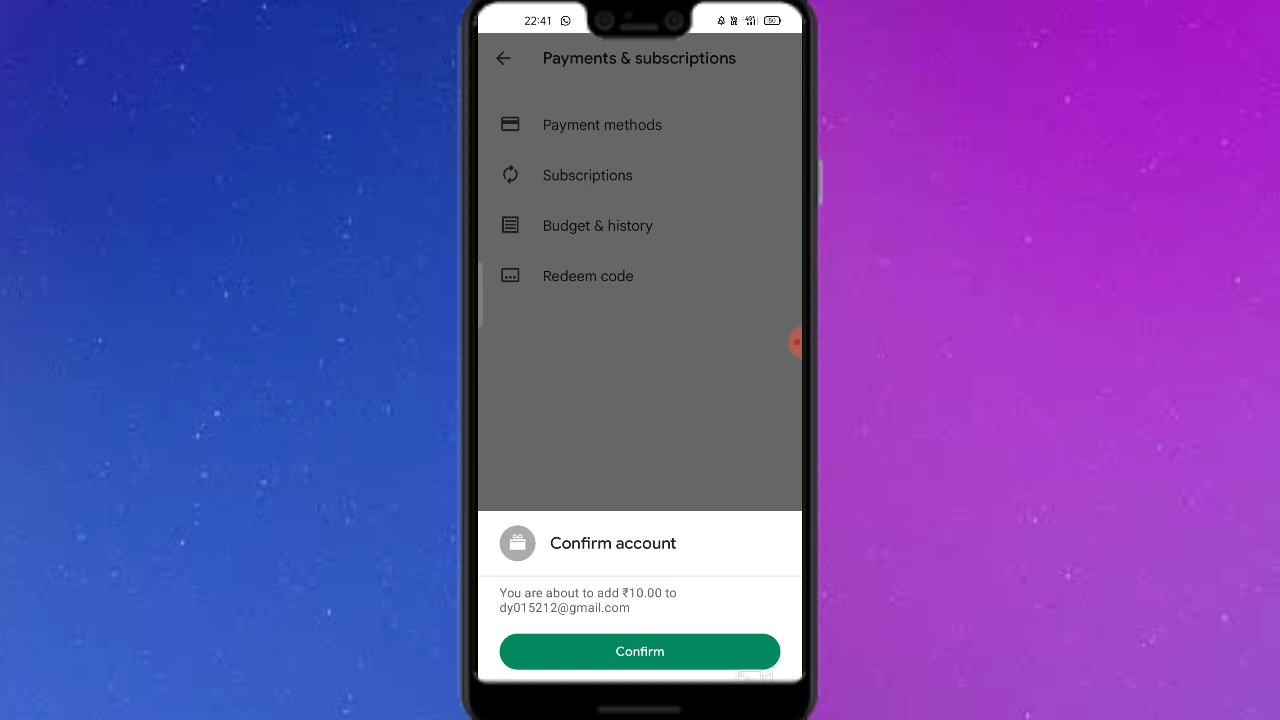 22:41
50
Payments & subscriptions
Payment methods
Subscriptions
Budget & history
Redeem code
Confirm account
You are about to add ₹10.00 to
dy015212@gmail.com
Confirm